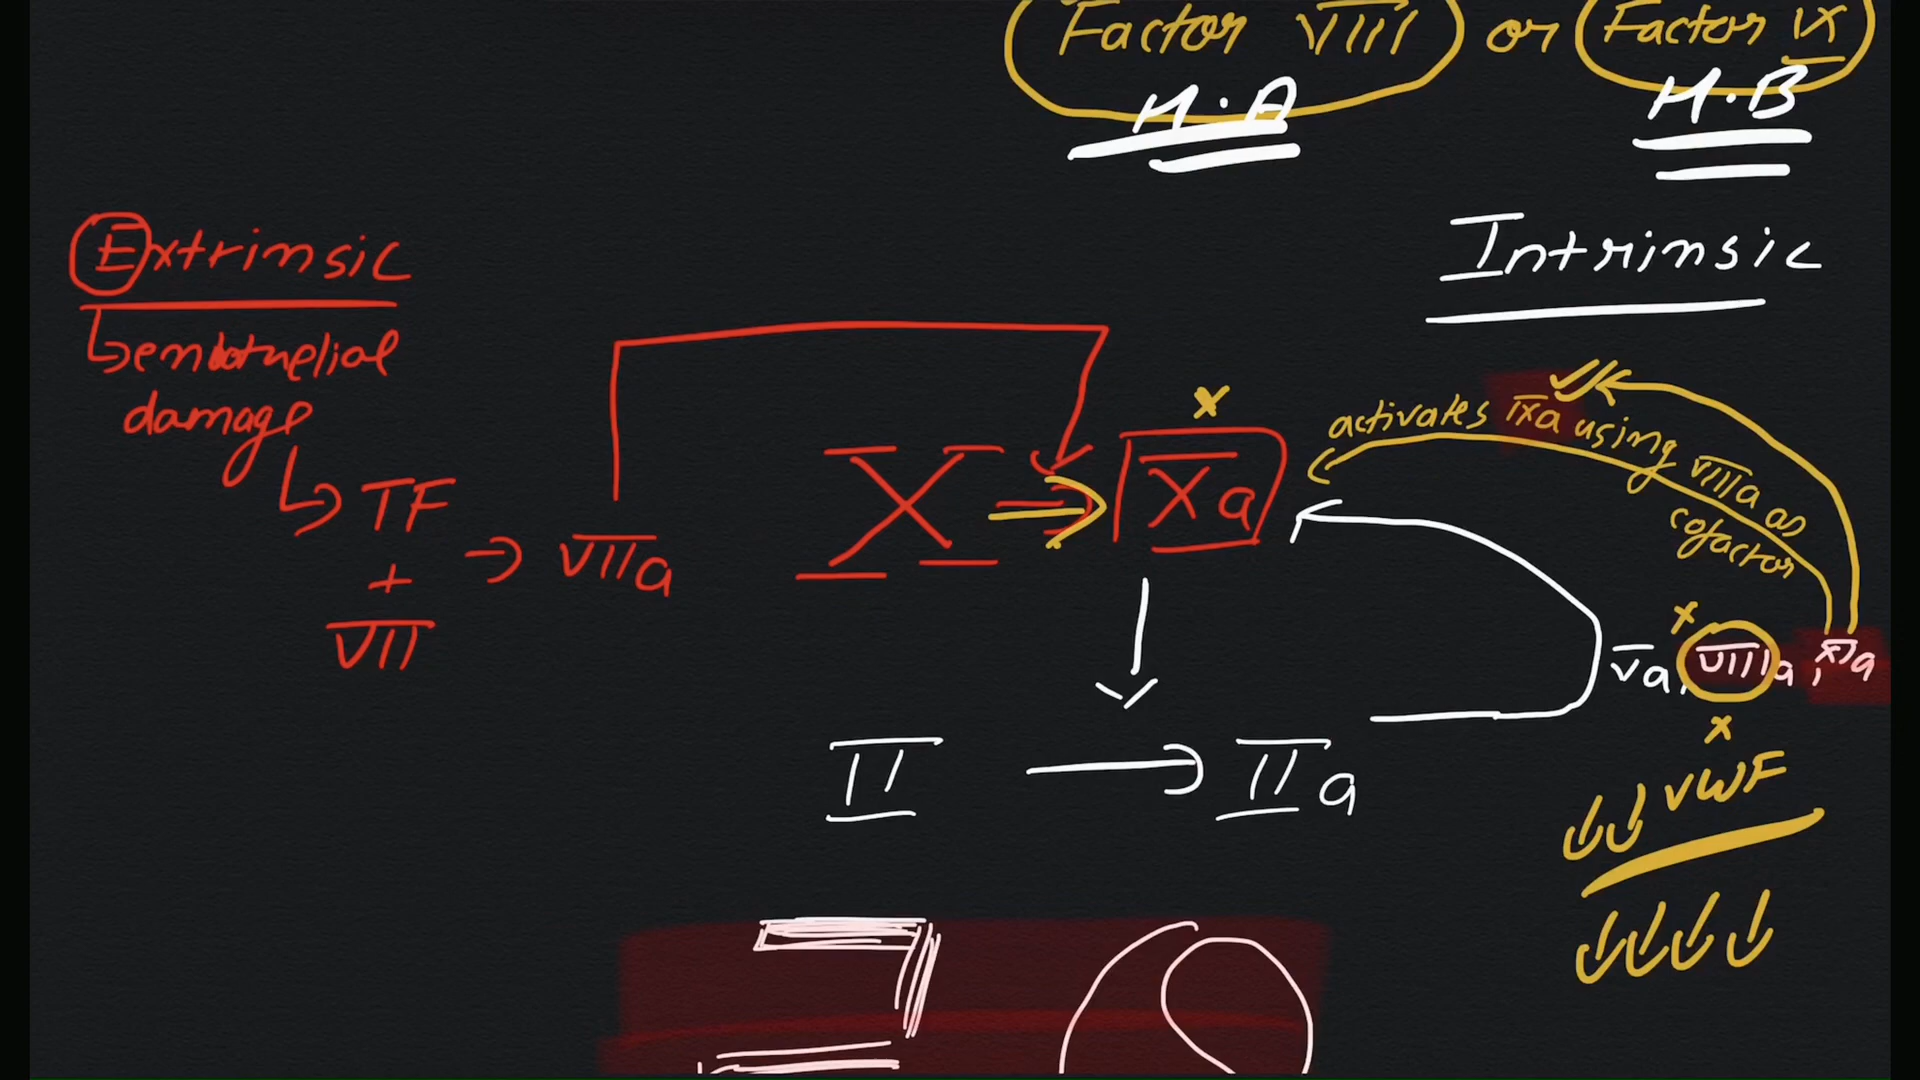 Factor VIII or Factor IX
H.A H.B
Intrinsic
Extrinsic
endothelial
damage
TF
+
VII
→ VIIa
X ⇒ Xa
x
activates IXa using VIIIa as
cofactor
Va, VIIIa, XIa
x
x
↓↓ vWF
↓↓↓↓
II → IIa